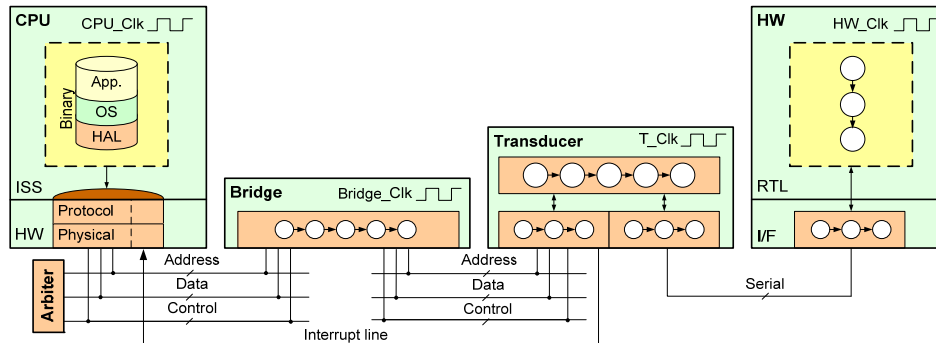 CPU
CPU_Clk
Binary
App.
OS
HAL
ISS
Protocol
HW
Physical
Bridge
Bridge_Clk
Transducer
T_Clk
HW
HW_Clk
RTL
I/F
Arbiter
Address
Data
Control
Address
Data
Control
Serial
Interrupt line